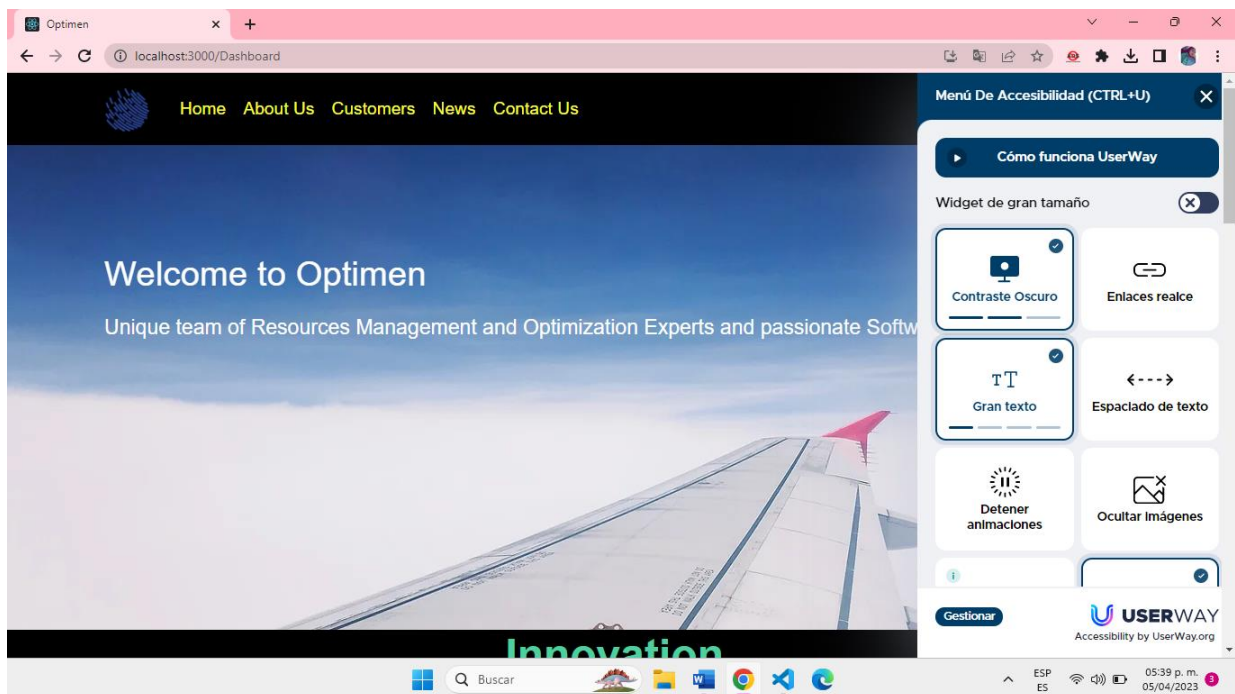 Optimen
localhost:3000/Dashboard
Home About Us Customers News Contact Us
Welcome to Optimen
Unique team of Resources Management and Optimization Experts and passionate Softw
Innovation
Menú De Accesibilidad (CTRL+U)
Cómo funciona UserWay
Widget de gran tamaño
Contraste Oscuro
Enlaces realce
Gran texto
Espaciado de texto
Detener
animaciones
Ocultar Imágenes
Gestionar
USERWAY
Accessibility by UserWay.org
Buscar
ESP
ES
05:39 p. m.
05/04/2023
3